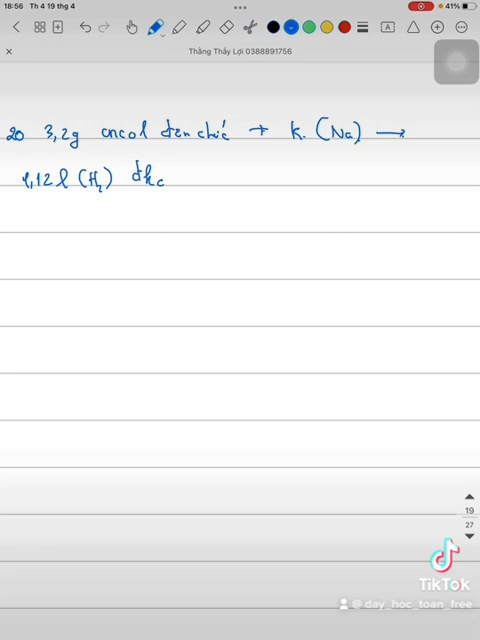 18:56 Th 4 19 thg 4
41%
Thăng Thầy Lợi 0388891756
20 3,2g ancol đơn chức + k. (Na) →
1,12 l (H₂) đkc
19
27
TikTok
@day_hoc_toan_free